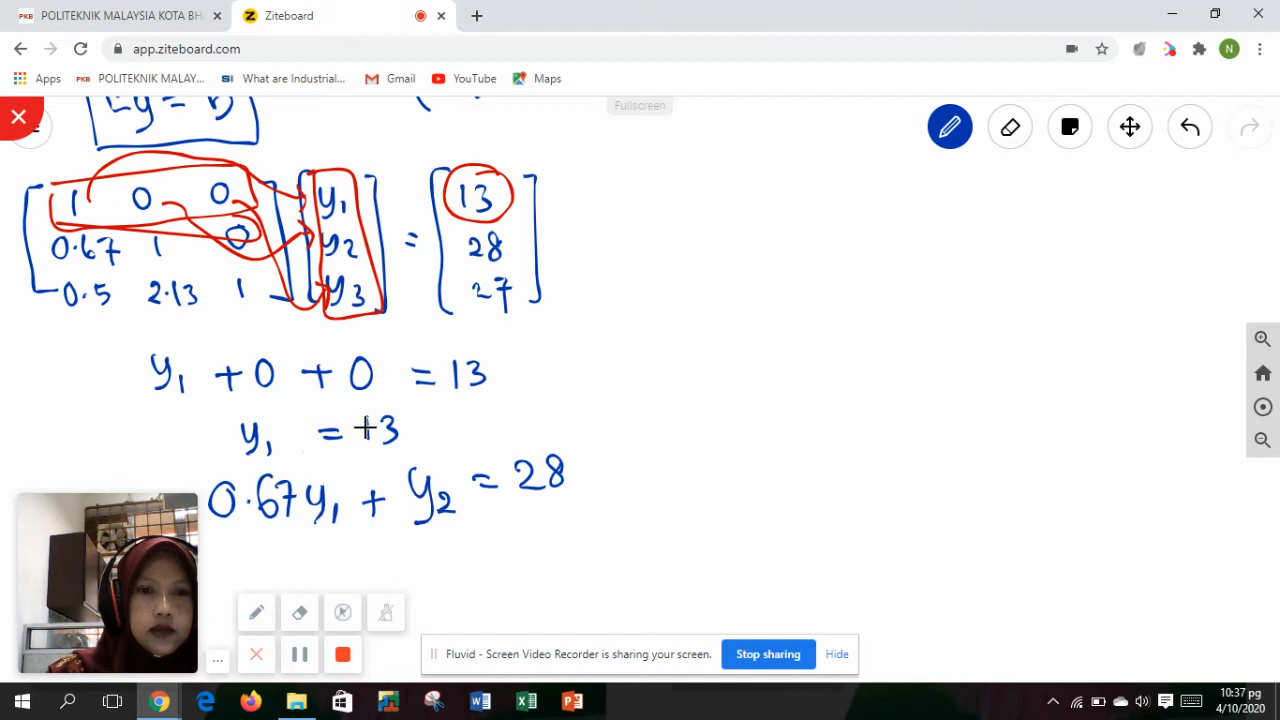 POLITEKNIK MALAYSIA KOTA BH
Ziteboard
app.ziteboard.com
N
Apps
POLITEKNIK MALAY...
What are Industrial...
Gmail
YouTube
Maps
Fullscreen
Ly = b
1 0 0 y1 = 13
0.67 1 0 y2 28
0.5 2.13 1 y3 27
y1 + 0 + 0 = 13
y1 = 13
0.67y1 + y2 = 28
...
Fluvid - Screen Video Recorder is sharing your screen.
Stop sharing
Hide
10:37 pg
4/10/2020